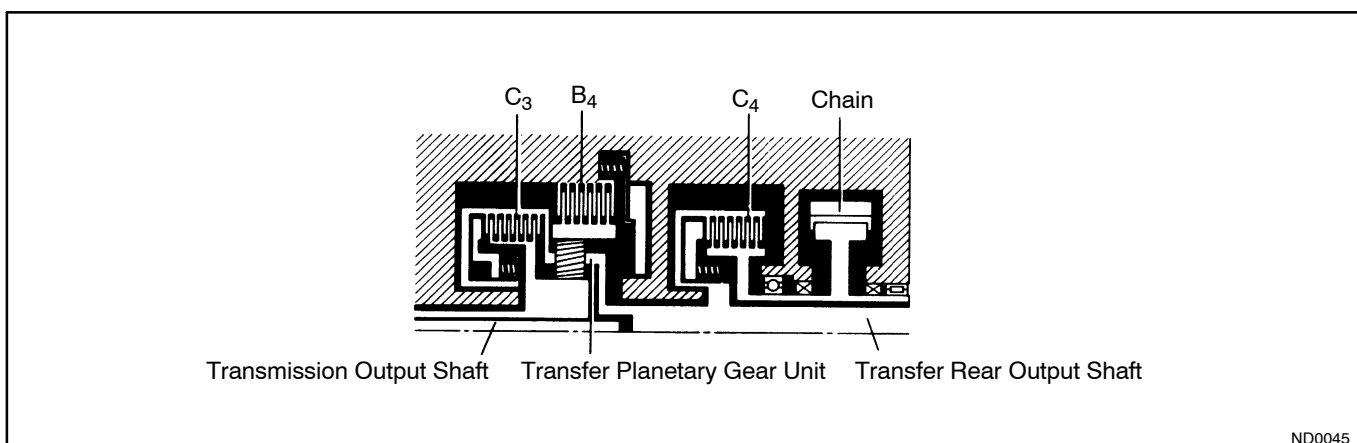 C₃ B₄ C₄ Chain
Transmission Output Shaft Transfer Planetary Gear Unit Transfer Rear Output Shaft
ND0045